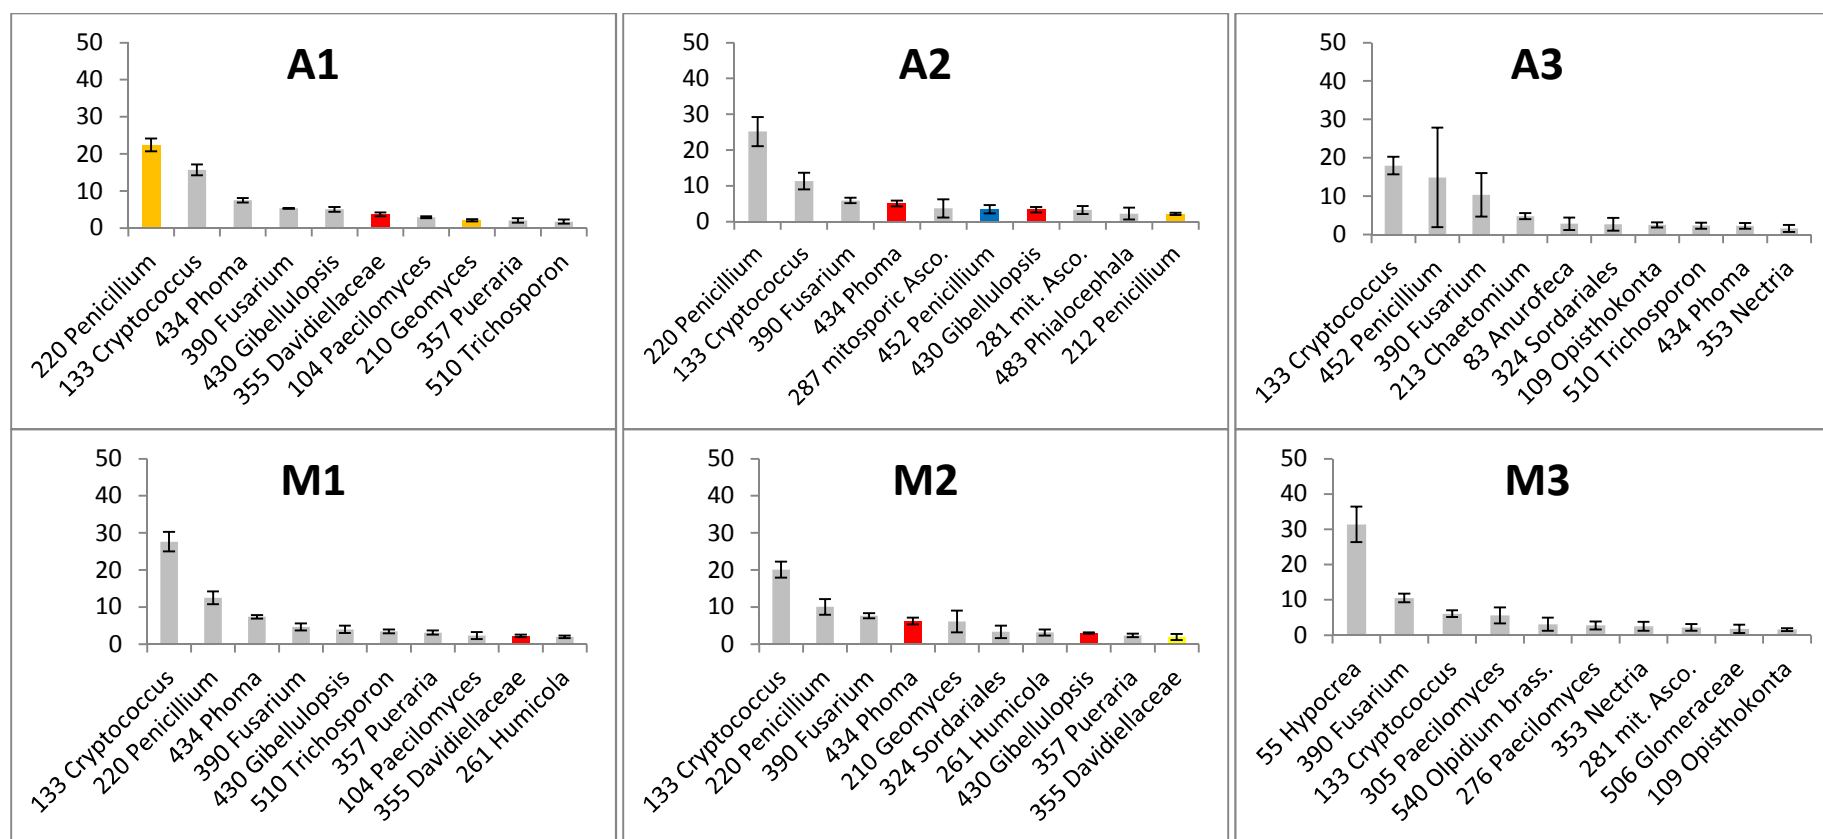 A1
50
40
30
20
10
0
220 Penicillium
133 Cryptococcus
434 Phoma
390 Fusarium
430 Gibellulopsis
355 Davidiellaceae
104 Paecilomyces
210 Geomyces
357 Pueraria
510 Trichosporon
A2
50
40
30
20
10
0
220 Penicillium
133 Cryptococcus
390 Fusarium
434 Phoma
287 mitosporic Asco.
452 Penicillium
430 Gibellulopsis
281 mit. Asco.
483 Phialocephala
212 Penicillium
A3
50
40
30
20
10
0
133 Cryptococcus
452 Penicillium
390 Fusarium
213 Chaetomium
83 Anurofeca
324 Sordariales
109 Opisthokonta
510 Trichosporon
434 Phoma
353 Nectria
M1
50
40
30
20
10
0
133 Cryptococcus
220 Penicillium
434 Phoma
390 Fusarium
430 Gibellulopsis
510 Trichosporon
357 Pueraria
104 Paecilomyces
355 Davidiellaceae
261 Humicola
M2
50
40
30
20
10
0
133 Cryptococcus
220 Penicillium
390 Fusarium
434 Phoma
210 Geomyces
324 Sordariales
261 Humicola
430 Gibellulopsis
357 Pueraria
355 Davidiellaceae
M3
50
40
30
20
10
0
55 Hypocrea
390 Fusarium
133 Cryptococcus
305 Paecilomyces
540 Olpidium brass.
276 Paecilomyces
353 Nectria
281 mit. Asco.
506 Glomeraceae
109 Opisthokonta